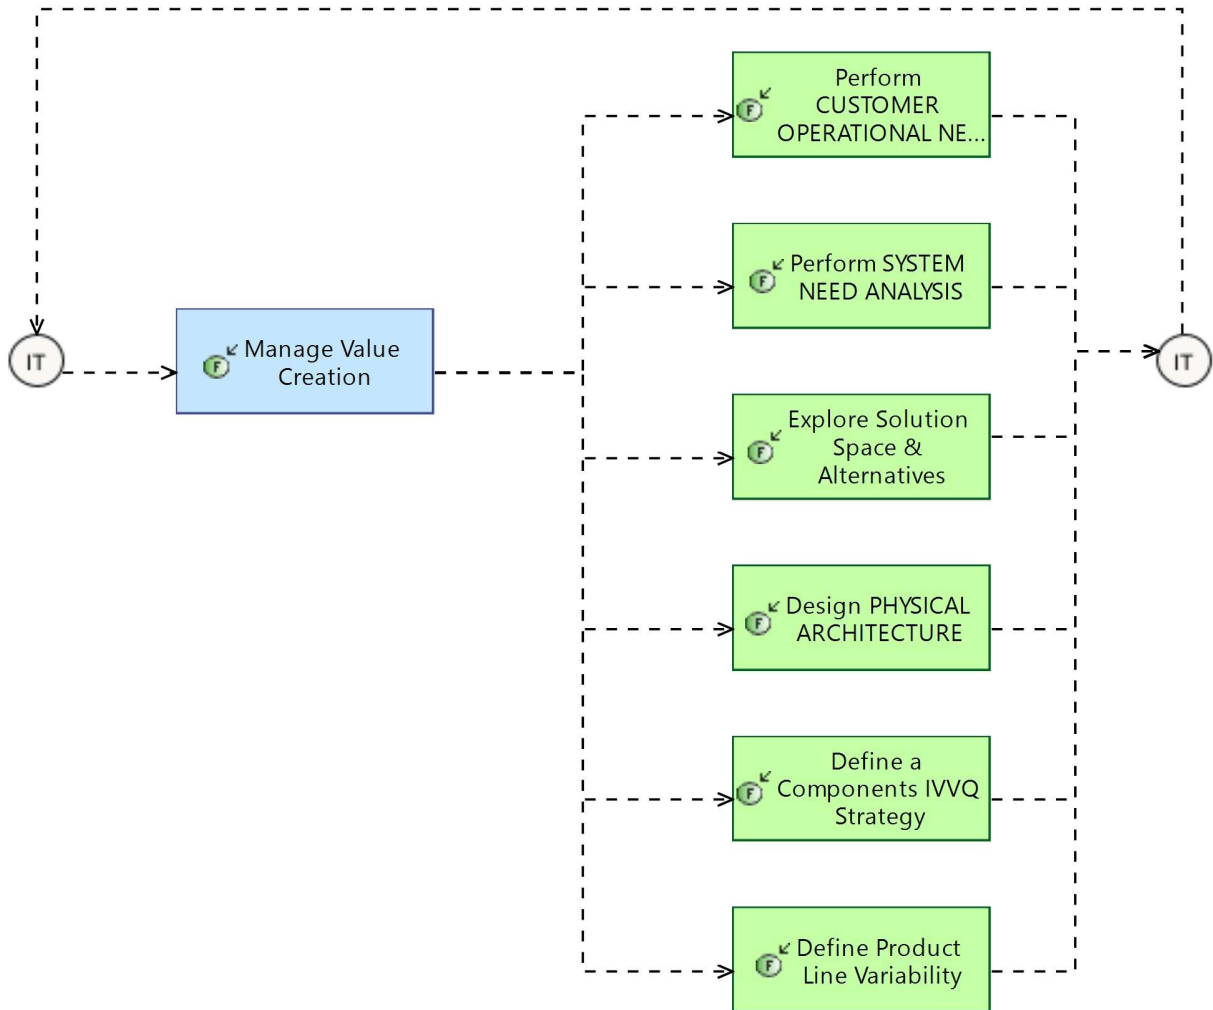 F
Perform
CUSTOMER
OPERATIONAL NE...
F
Perform SYSTEM
NEED ANALYSIS
IT
F
Manage Value
Creation
IT
F
Explore Solution
Space &
Alternatives
F
Design PHYSICAL
ARCHITECTURE
F
Define a
Components IVVQ
Strategy
F
Define Product
Line Variability